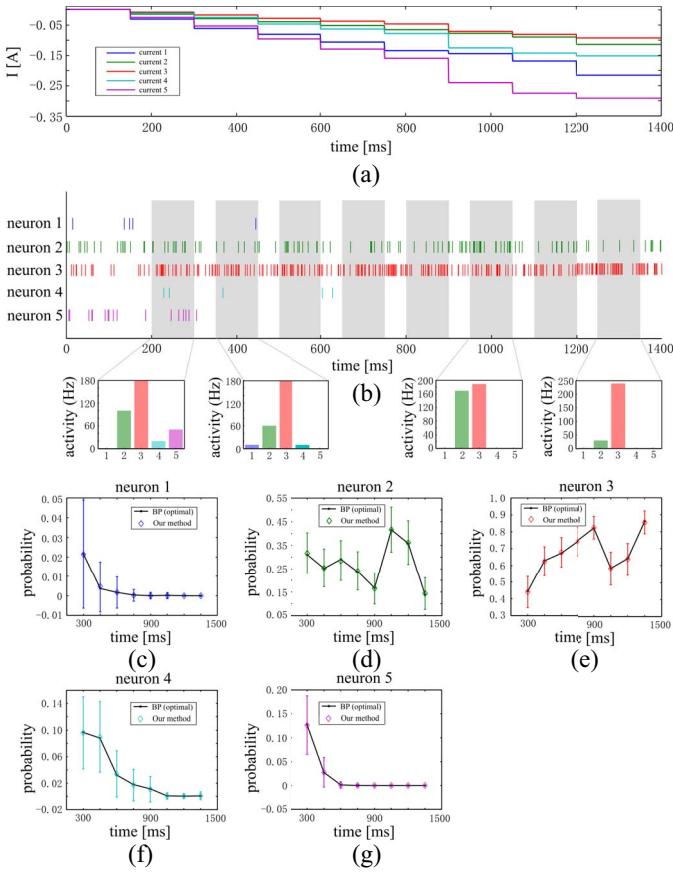 I [A]
-0.05
-0.15
-0.25
-0.35
current 1
current 2
current 3
current 4
current 5
0 200 400 600 800 1000 1200 1400
time [ms]
(a)
neuron 1
neuron 2
neuron 3
neuron 4
neuron 5
0 200 400 600 800 1000 1200 1400
time [ms]
(b)
activity (Hz)
180
120
60
0
1 2 3 4 5
activity (Hz)
180
120
60
0
1 2 3 4 5
activity (Hz)
200
160
120
80
40
0
1 2 3 4 5
activity (Hz)
250
200
150
100
50
0
1 2 3 4 5
neuron 1
probability
0.05
0.04
0.03
0.02
0.01
0
-0.01
BP (optimal)
Our method
300 900 1500
time [ms]
(c)
neuron 2
probability
0.55
0.45
0.35
0.25
0.15
0.05
BP (optimal)
Our method
300 900 1500
time [ms]
(d)
neuron 3
probability
1.0
0.9
0.8
0.7
0.6
0.5
0.4
0.3
BP (optimal)
Our method
300 900 1500
time [ms]
(e)
neuron 4
probability
0.14
0.10
0.06
0.02
-0.02
BP (optimal)
Our method
300 900 1500
time [ms]
(f)
neuron 5
probability
0.20
0.15
0.10
0.05
0
-0.05
BP (optimal)
Our method
300 900 1500
time [ms]
(g)